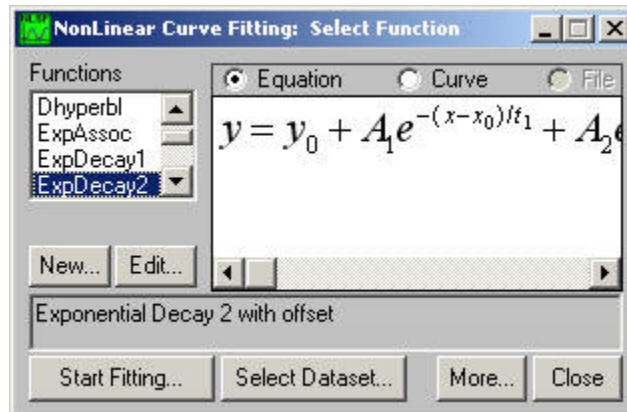 NonLinear Curve Fitting: Select Function
Functions
Equation Curve File
Dhyperbl
ExpAssoc
ExpDecay1
ExpDecay2
y = y₀ + A₁e^{-(x-x₀)/t₁} + A₂e
New... Edit...
Exponential Decay 2 with offset
Start Fitting... Select Dataset... More... Close